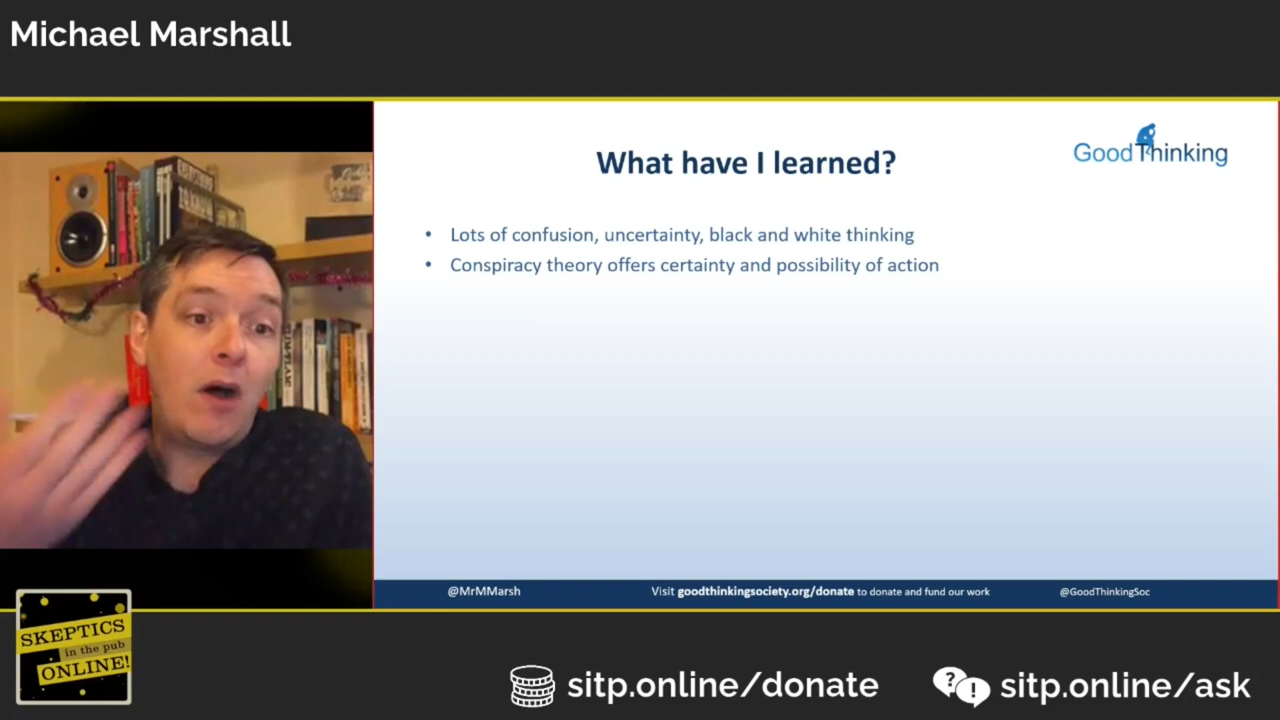 Michael Marshall
What have I learned?
Good Thinking
• Lots of confusion, uncertainty, black and white thinking
• Conspiracy theory offers certainty and possibility of action
@MrMMarsh
Visit goodthinkingsociety.org/donate to donate and fund our work
@GoodThinkingSoc
SKEPTICS
in the pub
ONLINE!
sitp.online/donate
?!
sitp.online/ask